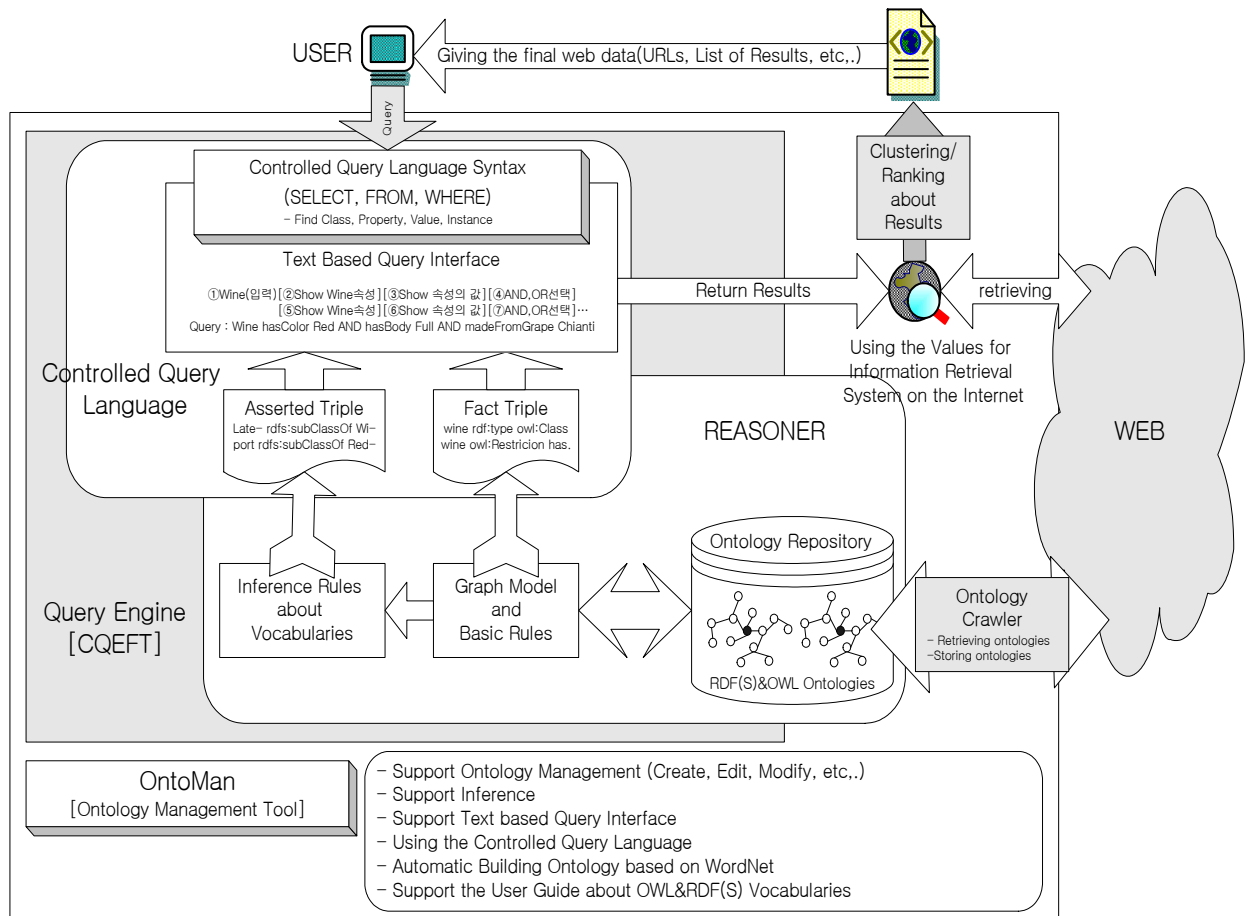 USER
Giving the final web data(URLs, List of Results, etc,.)
Query
Controlled Query Language Syntax
(SELECT, FROM, WHERE)
- Find Class, Property, Value, Instance
Text Based Query Interface
①Wine(입력)[②Show Wine속성][③Show 속성의 값][④AND,OR선택]
[⑤Show Wine속성][⑥Show 속성의 값][⑦AND,OR선택]…
Query : Wine hasColor Red AND hasBody Full AND madeFromGrape Chianti
Clustering/
Ranking
about
Results
Return Results
retrieving
Using the Values for
Information Retrieval
System on the Internet
WEB
Controlled Query
Language
Asserted Triple
Late- rdfs:subClassOf Wi-
port rdfs:subClassOf Red-
Fact Triple
wine rdf:type owl:Class
wine owl:Restricion has.
REASONER
Query Engine
[CQEFT]
Inference Rules
about
Vocabularies
Graph Model
and
Basic Rules
Ontology Repository
RDF(S)&OWL Ontologies
Ontology
Crawler
- Retrieving ontologies
-Storing ontologies
OntoMan
[Ontology Management Tool]
- Support Ontology Management (Create, Edit, Modify, etc,.)
- Support Inference
- Support Text based Query Interface
- Using the Controlled Query Language
- Automatic Building Ontology based on WordNet
- Support the User Guide about OWL&RDF(S) Vocabularies